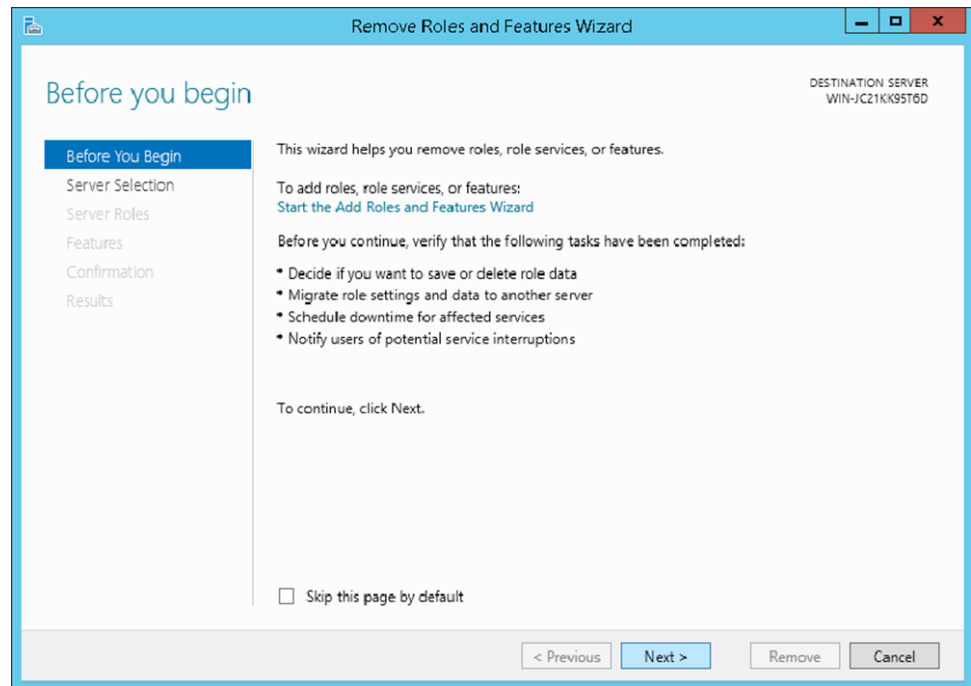 Remove Roles and Features Wizard
Before you begin
DESTINATION SERVER
WIN-JC21KK95T6D
Before You Begin
Server Selection
Server Roles
Features
Confirmation
Results
This wizard helps you remove roles, role services, or features.
To add roles, role services, or features:
Start the Add Roles and Features Wizard
Before you continue, verify that the following tasks have been completed:
• Decide if you want to save or delete role data
• Migrate role settings and data to another server
• Schedule downtime for affected services
• Notify users of potential service interruptions
To continue, click Next.
Skip this page by default
< Previous
Next >
Remove
Cancel